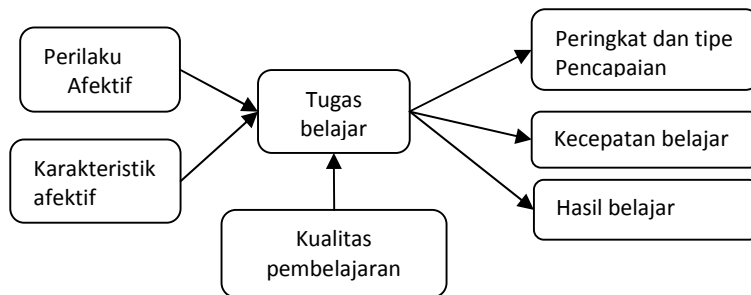 Perilaku
Afektif
Karakteristik
afektif
Tugas
belajar
Kualitas
pembelajaran
Peringkat dan tipe
Pencapaian
Kecepatan belajar
Hasil belajar